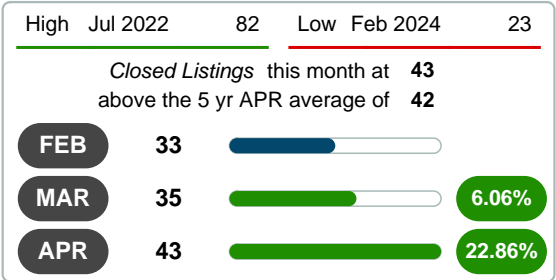 High Jul 2022 82 Low Feb 2024 23
Closed Listings this month at 43
above the 5 yr APR average of 42
FEB 33
MAR 35 6.06%
APR 43 22.86%